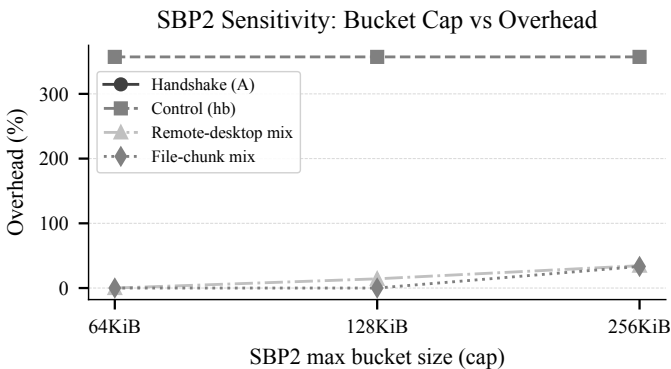 SBP2 Sensitivity: Bucket Cap vs Overhead
Overhead (%)
300
200
100
0
Handshake (A)
Control (hb)
Remote-desktop mix
File-chunk mix
64KiB
128KiB
256KiB
SBP2 max bucket size (cap)